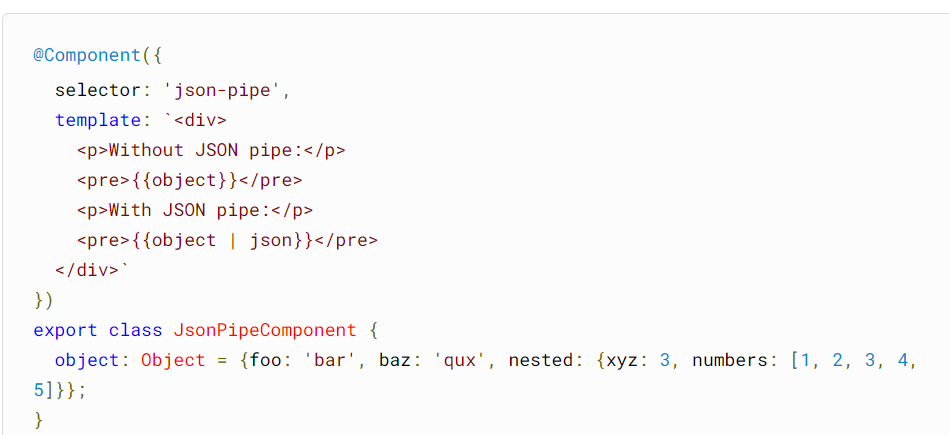 @Component({
  selector: 'json-pipe',
  template: `<div>
    <p>Without JSON pipe:</p>
    <pre>{{object}}</pre>
    <p>With JSON pipe:</p>
    <pre>{{object | json}}</pre>
  </div>`
})
export class JsonPipeComponent {
  object: Object = {foo: 'bar', baz: 'qux', nested: {xyz: 3, numbers: [1, 2, 3, 4,
5]}};
}